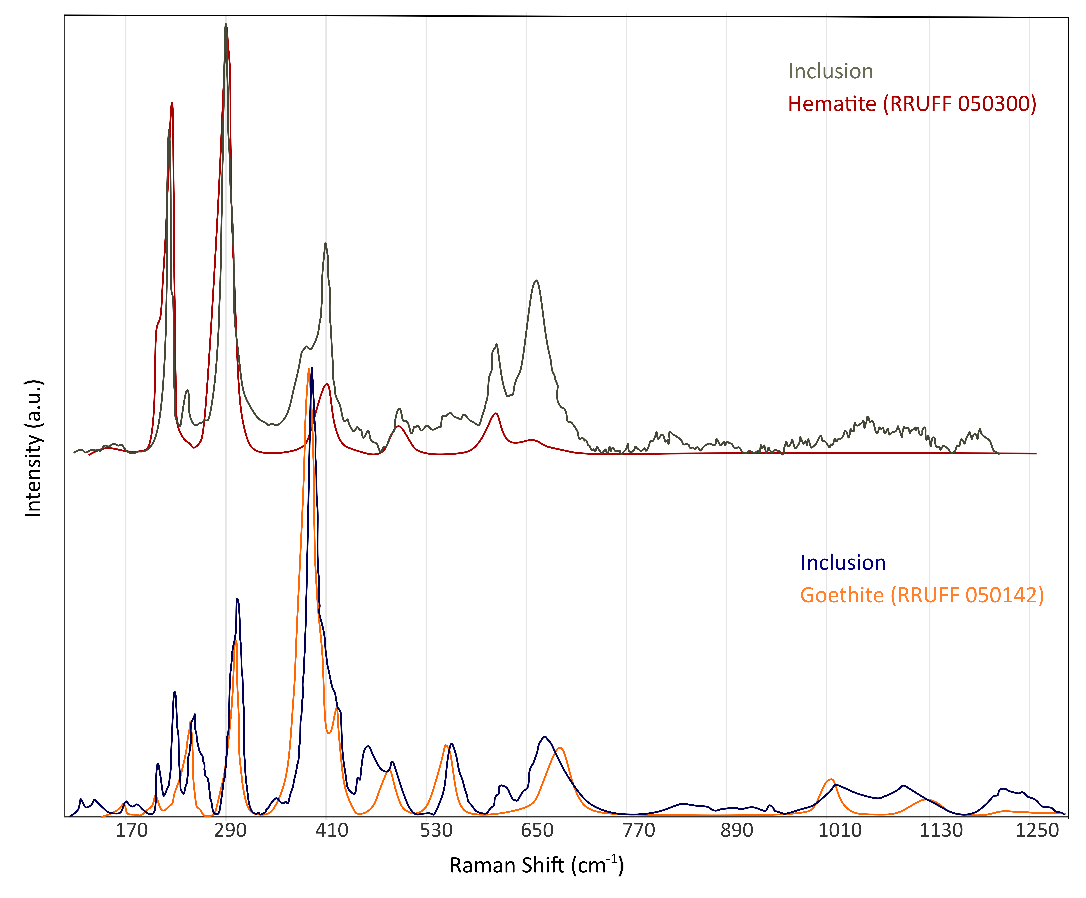 Inclusion
Hematite (RRUFF 050300)
Intensity (a.u.)
Inclusion
Goethite (RRUFF 050142)
170 290 410 530 650 770 890 1010 1130 1250
Raman Shift (cm⁻¹)